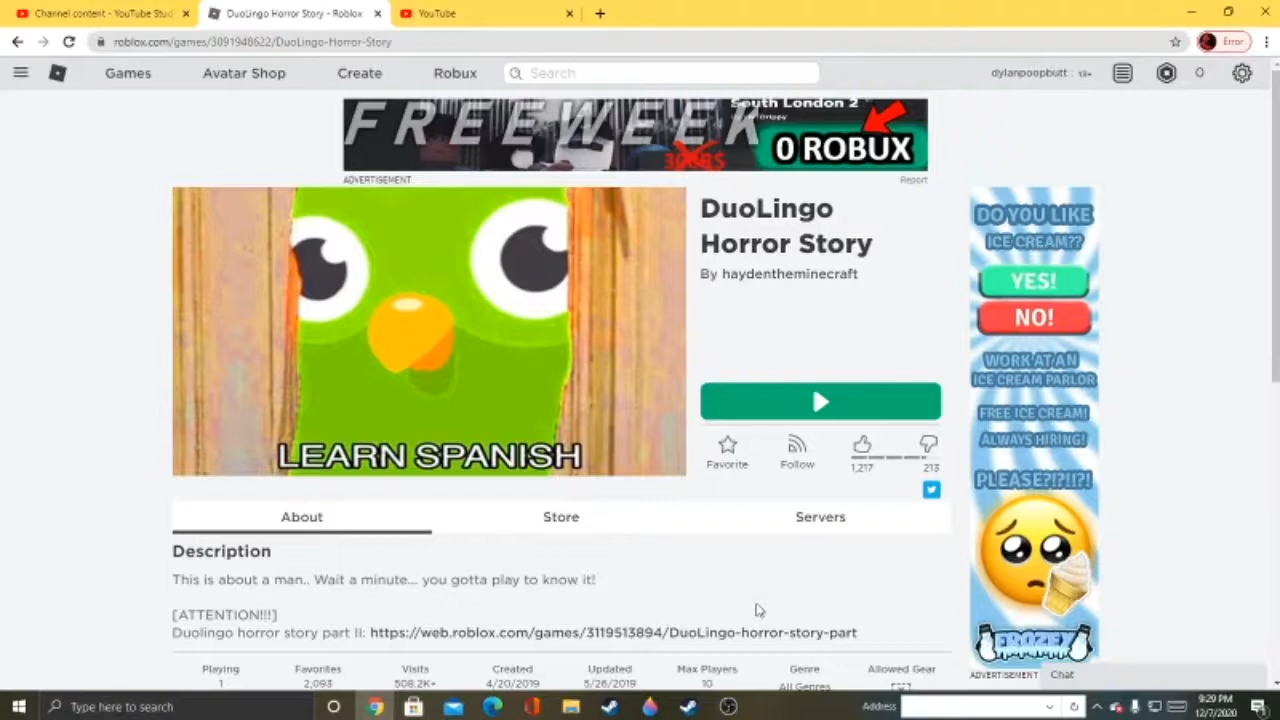 Channel content - YouTube Stud
DuoLingo Horror Story - Roblox
YouTube
roblox.com/games/3091948622/DuoLingo-Horror-Story
Error
Games
Avatar Shop
Create
Robux
Search
dylanpoopbutt : 13+
0
FREEWEEK
South London 2
0 ROBUX
ADVERTISEMENT
Report
LEARN SPANISH
DuoLingo
Horror Story
By haydentheminecraft
Favorite
Follow
1,217
213
DO YOU LIKE
ICE CREAM??
YES!
NO!
WORK AT AN
ICE CREAM PARLOR
FREE ICE CREAM!
ALWAYS HIRING!
PLEASE?!?!!?!
FROZEX
ADVERTISEMENT
About
Store
Servers
Description
This is about a man.. Wait a minute... you gotta play to know it!
[ATTENTION!!!]
Duolingo horror story part II: https://web.roblox.com/games/3119513894/DuoLingo-horror-story-part
Playing
Favorites
Visits
Created
Updated
Max Players
Genre
Allowed Gear
1
2,093
508.2K+
4/20/2019
5/26/2019
10
All Genres
Chat
Type here to search
Address
9:29 PM
12/7/2020